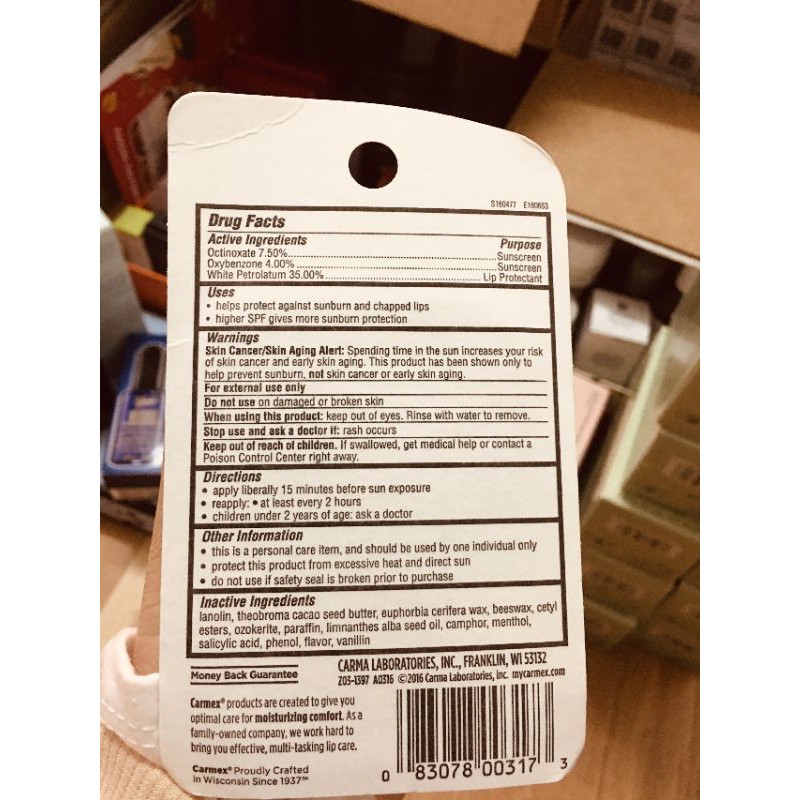 S160477 E160653
Drug Facts
Active Ingredients Purpose
Octinoxate 7.50%..................................................Sunscreen
Oxybenzone 4.00%..................................................Sunscreen
White Petrolatum 35.00%..................................................Lip Protectant
Uses
• helps protect against sunburn and chapped lips
• higher SPF gives more sunburn protection
Warnings
Skin Cancer/Skin Aging Alert: Spending time in the sun increases your risk
of skin cancer and early skin aging. This product has been shown only to
help prevent sunburn, not skin cancer or early skin aging.
For external use only
Do not use on damaged or broken skin
When using this product: keep out of eyes. Rinse with water to remove.
Stop use and ask a doctor if: rash occurs
Keep out of reach of children. If swallowed, get medical help or contact a
Poison Control Center right away.
Directions
• apply liberally 15 minutes before sun exposure
• reapply: • at least every 2 hours
• children under 2 years of age: ask a doctor
Other Information
• this is a personal care item, and should be used by one individual only
• protect this product from excessive heat and direct sun
• do not use if safety seal is broken prior to purchase
Inactive Ingredients
lanolin, theobroma cacao seed butter, euphorbia cerifera wax, beeswax, cetyl
esters, ozokerite, paraffin, limnanthes alba seed oil, camphor, menthol,
salicylic acid, phenol, flavor, vanillin
Money Back Guarantee
CARMA LABORATORIES, INC., FRANKLIN, WI 53132
Z03-1397 A0316 ©2016 Carma Laboratories, Inc. mycarmex.com
Carmex® products are created to give you
optimal care for moisturizing comfort. As a
family-owned company, we work hard to
bring you effective, multi-tasking lip care.
Carmex® Proudly Crafted
in Wisconsin Since 1937™
0 83078 00317 3